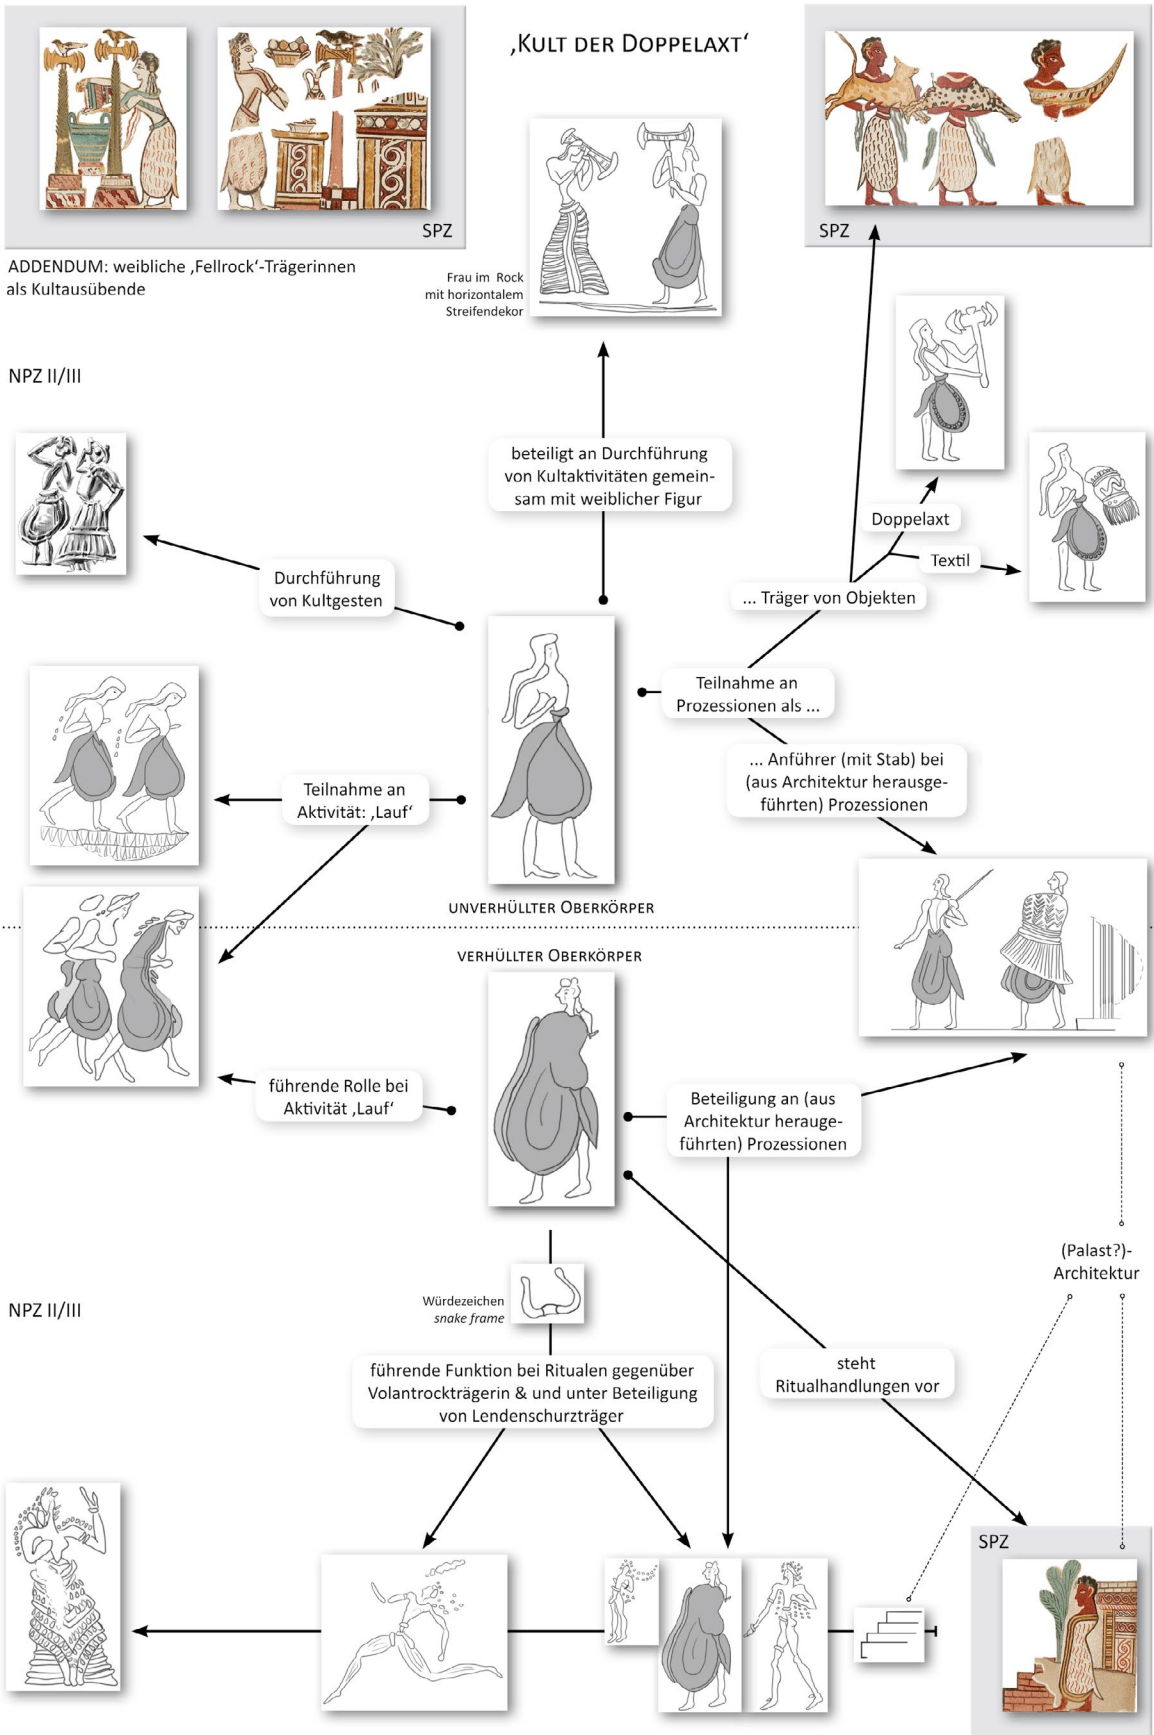 ‚Kult der Doppelaxt‘
SPZ
SPZ
ADDENDUM: weibliche ‚Fellrock‘-Trägerinnen
als Kultausübende
Frau im Rock
mit horizontalem
Streifendekor
NPZ II/III
beteiligt an Durchführung
von Kultaktivitäten gemein-
sam mit weiblicher Figur
Doppelaxt
Textil
Durchführung
von Kultgesten
... Träger von Objekten
Teilnahme an
Prozessionen als ...
... Anführer (mit Stab) bei
(aus Architektur herausge-
führten) Prozessionen
Teilnahme an
Aktivität: ‚Lauf‘
unverhüllter Oberkörper
verhüllter Oberkörper
führende Rolle bei
Aktivität ‚Lauf‘
Beteiligung an (aus
Architektur herauge-
führten) Prozessionen
(Palast?)-
Architektur
Würdezeichen
snake frame
NPZ II/III
führende Funktion bei Ritualen gegenüber
Volantrockträgerin & und unter Beteiligung
von Lendenschurzträger
steht
Ritualhandlungen vor
SPZ